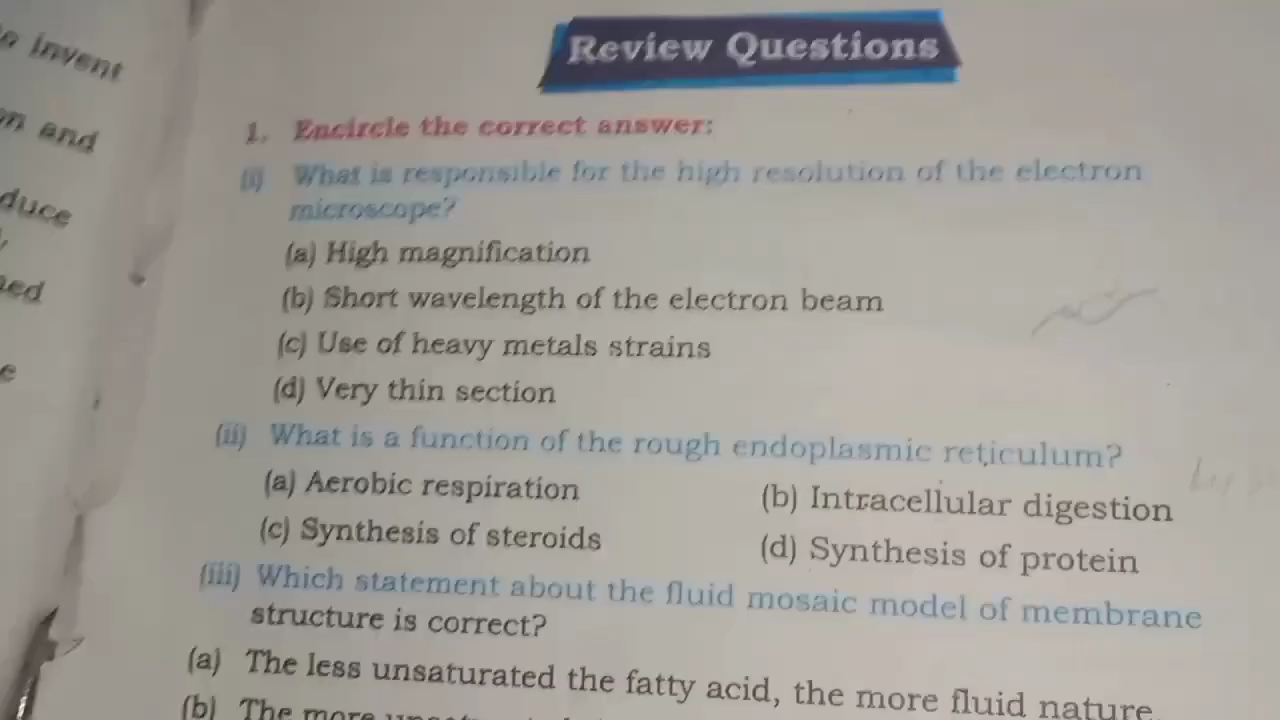 o invent
on and
duce
ned
e
Review Questions
1. Encircle the correct answer:
(i) What is responsible for the high resolution of the electron
microscope?
(a) High magnification
(b) Short wavelength of the electron beam
(c) Use of heavy metals strains
(d) Very thin section
(ii) What is a function of the rough endoplasmic reticulum?
(a) Aerobic respiration (b) Intracellular digestion
(c) Synthesis of steroids (d) Synthesis of protein
(iii) Which statement about the fluid mosaic model of membrane
structure is correct?
(a) The less unsaturated the fatty acid, the more fluid nature
(b) The more